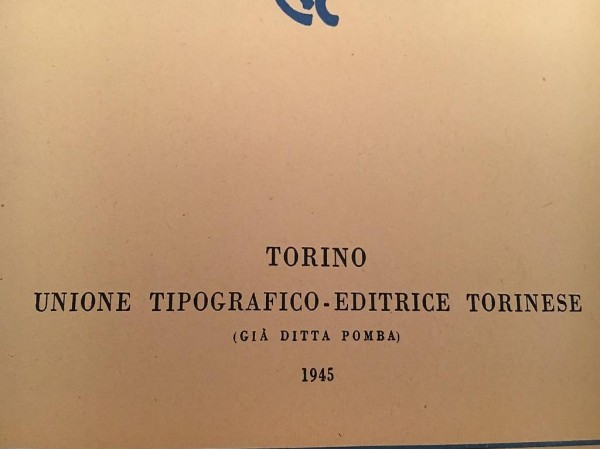 TORINO
UNIONE TIPOGRAFICO-EDITRICE TORINESE
(GIÀ DITTA POMBA)
1945